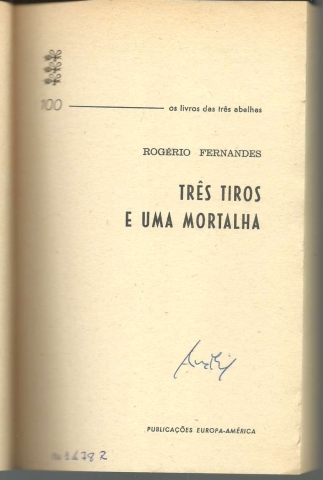 100
os livros das três abelhas
ROGÉRIO FERNANDES
TRÊS TIROS
E UMA MORTALHA
PUBLICAÇÕES EUROPA-AMÉRICA